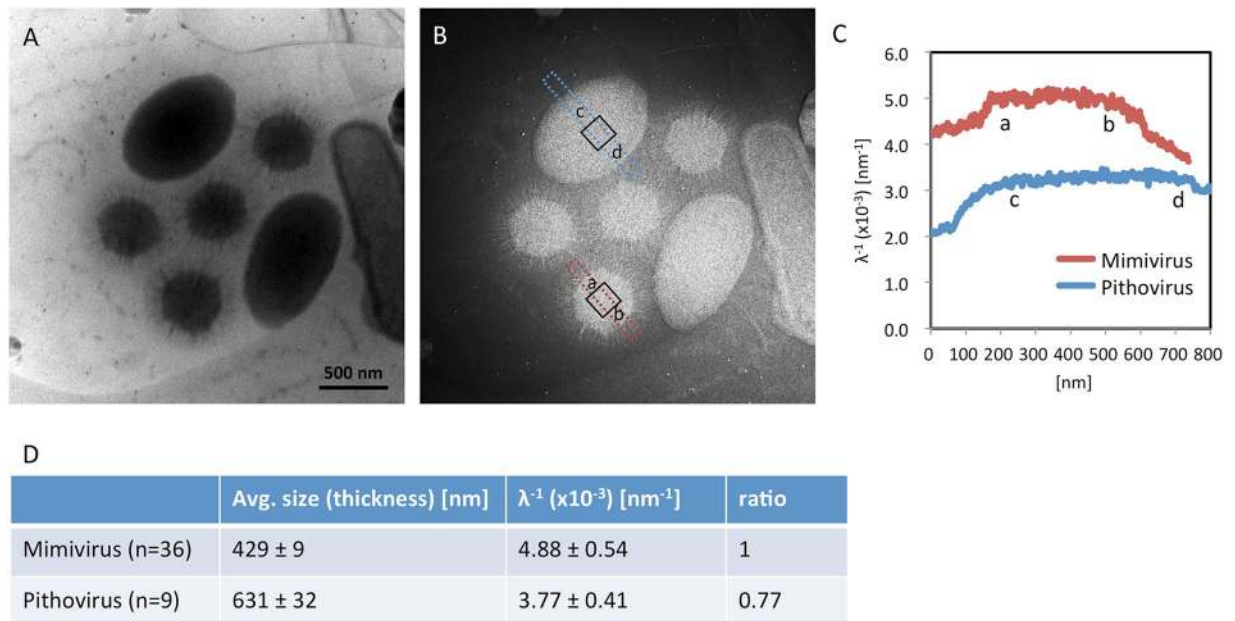 A
500 nm
B
c
d
a
b
C
λ⁻¹ (x10⁻³) [nm⁻¹]
6.0
5.0
4.0
3.0
2.0
1.0
0.0
a
b
c
d
Mimivirus
Pithovirus
0 100 200 300 400 500 600 700 800
[nm]
D
Avg. size (thickness) [nm] λ⁻¹ (x10⁻³) [nm⁻¹] ratio
Mimivirus (n=36) 429 ± 9 4.88 ± 0.54 1
Pithovirus (n=9) 631 ± 32 3.77 ± 0.41 0.77